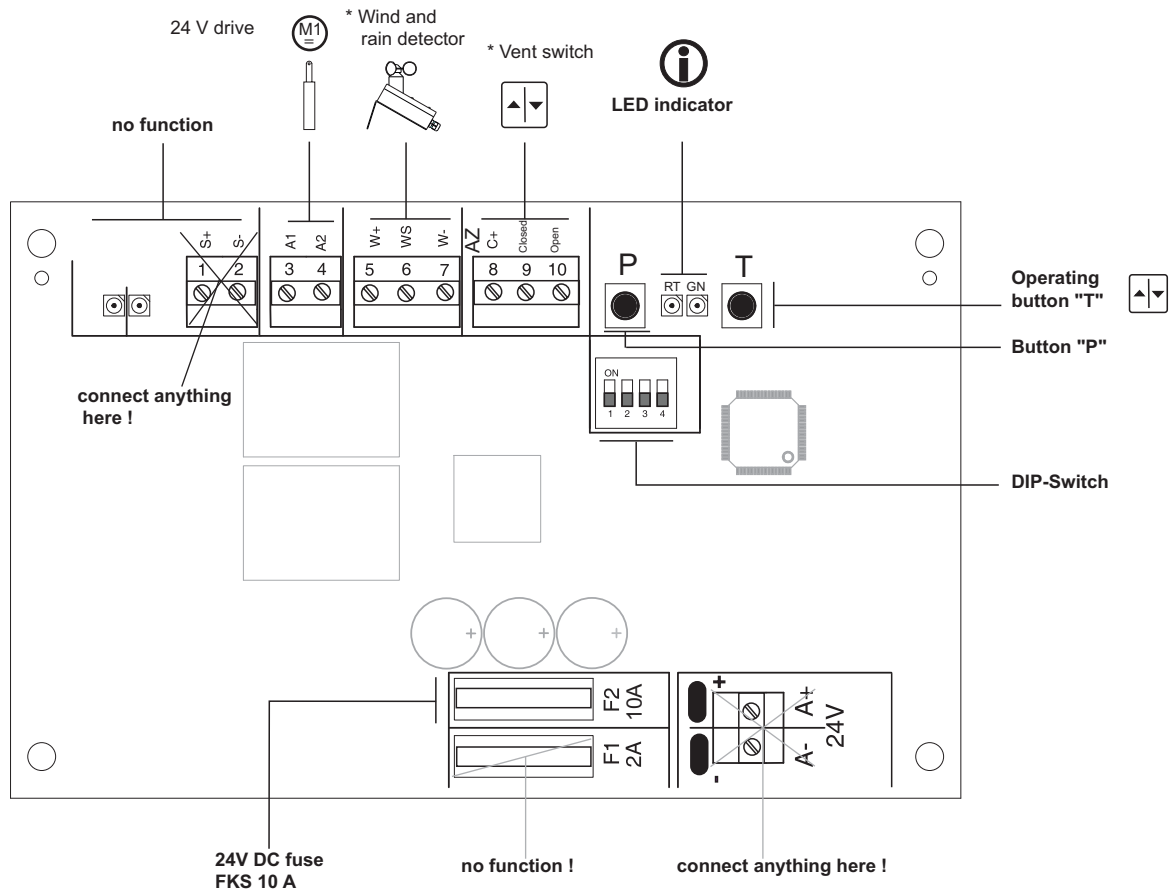 24 V drive
M1
=
* Wind and
rain detector
* Vent switch
LED indicator
no function
S+
S-
A1
A2
W+
WS
W-
AZ
C+
Closed
Open
1 2
3 4
5 6 7
8 9 10
P
RT GN
T
Operating
button "T"
Button "P"
connect anything
here !
ON
1 2 3 4
DIP-Switch
+ + +
F2
10A
F1
2A
+
-
A+
A-
24V
24V DC fuse
FKS 10 A
no function !
connect anything here !